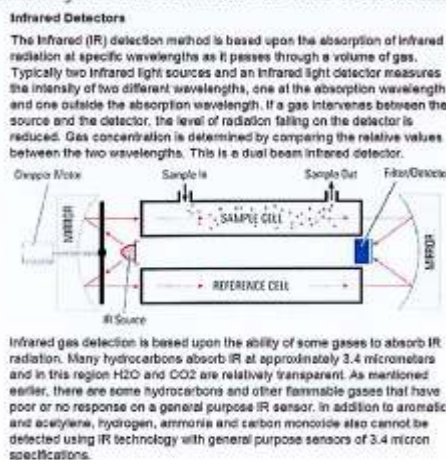 Infrared Detectors
The Infrared (IR) detection method is based upon the absorption of infrared
radiation at specific wavelengths as it passes through a volume of gas.
Typically two infrared light sources and an infrared light detector measures
the intensity of two different wavelengths, one at the absorption wavelength
and one outside the absorption wavelength. If a gas intervenes between the
source and the detector, the level of radiation falling on the detector is
reduced. Gas concentration is determined by comparing the relative values
between the two wavelengths. This is a dual beam infrared detector.
Chopper Motor
Sample In
Sample Out
Filter/Detector
MIRROR
SAMPLE CELL
MIRROR
REFERENCE CELL
IR Source
Infrared gas detection is based upon the ability of some gases to absorb IR
radiation. Many hydrocarbons absorb IR at approximately 3.4 micrometers
and in this region H2O and CO2 are relatively transparent. As mentioned
earlier, there are some hydrocarbons and other flammable gases that have
poor or no response on a general purpose IR sensor. In addition to aromatic
and acetylene, hydrogen, ammonia and carbon monoxide also cannot be
detected using IR technology with general purpose sensors of 3.4 micron
specifications.